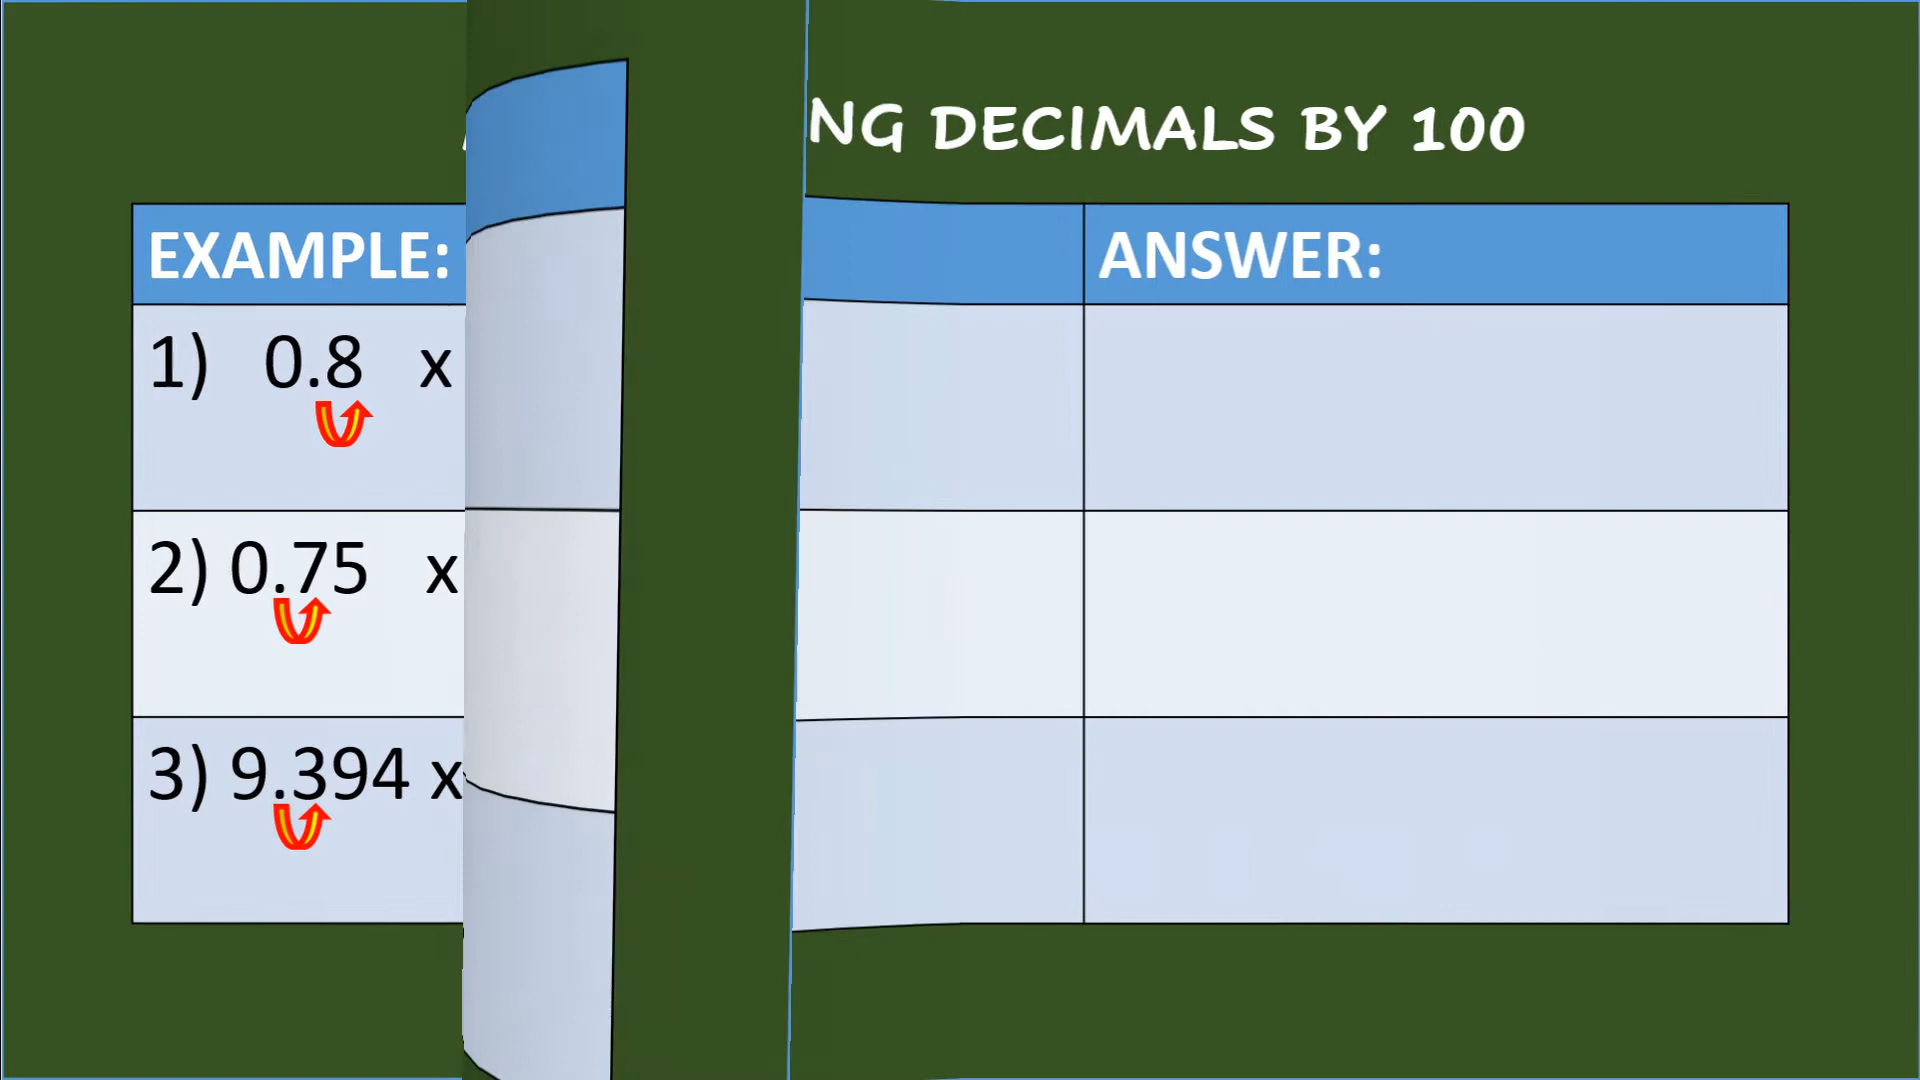 NG DECIMALS BY 100
EXAMPLE: ANSWER:
1) 0.8 x
2) 0.75 x
3) 9.394 x